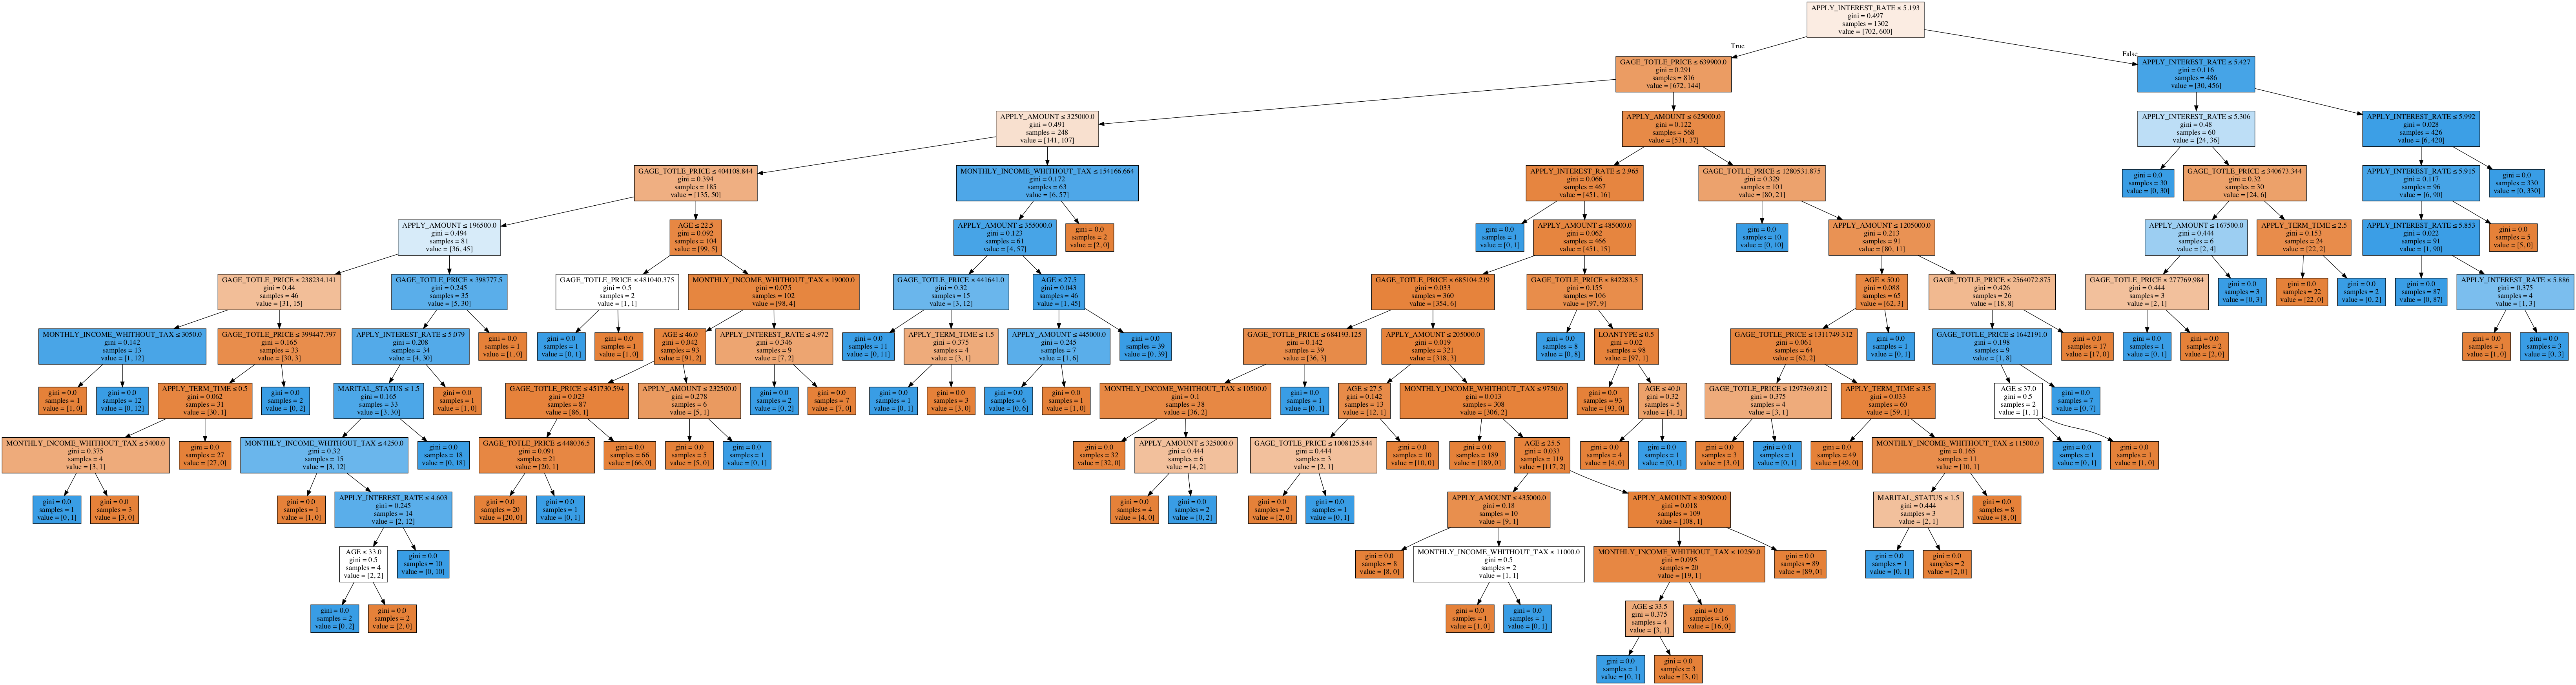 APPLY_INTEREST_RATE ≤ 5.193
gini = 0.497
samples = 1302
value = [702, 600]
True
False
GAGE_TOTLE_PRICE ≤ 639900.0
gini = 0.291
samples = 816
value = [672, 144]
APPLY_INTEREST_RATE ≤ 5.427
gini = 0.116
samples = 486
value = [30, 456]
APPLY_AMOUNT ≤ 325000.0
gini = 0.491
samples = 248
value = [141, 107]
APPLY_AMOUNT ≤ 625000.0
gini = 0.122
samples = 568
value = [531, 37]
APPLY_INTEREST_RATE ≤ 5.306
gini = 0.48
samples = 60
value = [24, 36]
APPLY_INTEREST_RATE ≤ 5.992
gini = 0.028
samples = 426
value = [6, 420]
GAGE_TOTLE_PRICE ≤ 404108.844
gini = 0.394
samples = 185
value = [135, 50]
MONTHLY_INCOME_WHITHOUT_TAX ≤ 154166.664
gini = 0.172
samples = 63
value = [6, 57]
APPLY_INTEREST_RATE ≤ 2.965
gini = 0.066
samples = 467
value = [451, 16]
GAGE_TOTLE_PRICE ≤ 1280531.875
gini = 0.329
samples = 101
value = [80, 21]
gini = 0.0
samples = 30
value = [0, 30]
GAGE_TOTLE_PRICE ≤ 340673.344
gini = 0.32
samples = 30
value = [24, 6]
APPLY_INTEREST_RATE ≤ 5.915
gini = 0.117
samples = 96
value = [6, 90]
gini = 0.0
samples = 330
value = [0, 330]
APPLY_AMOUNT ≤ 196500.0
gini = 0.494
samples = 81
value = [36, 45]
AGE ≤ 22.5
gini = 0.092
samples = 104
value = [99, 5]
APPLY_AMOUNT ≤ 355000.0
gini = 0.123
samples = 61
value = [4, 57]
gini = 0.0
samples = 2
value = [2, 0]
gini = 0.0
samples = 1
value = [0, 1]
APPLY_AMOUNT ≤ 485000.0
gini = 0.062
samples = 466
value = [451, 15]
gini = 0.0
samples = 10
value = [0, 10]
APPLY_AMOUNT ≤ 1205000.0
gini = 0.213
samples = 91
value = [80, 11]
APPLY_AMOUNT ≤ 167500.0
gini = 0.444
samples = 6
value = [2, 4]
APPLY_TERM_TIME ≤ 2.5
gini = 0.153
samples = 24
value = [22, 2]
APPLY_INTEREST_RATE ≤ 5.853
gini = 0.022
samples = 91
value = [1, 90]
gini = 0.0
samples = 5
value = [5, 0]
GAGE_TOTLE_PRICE ≤ 238234.141
gini = 0.44
samples = 46
value = [31, 15]
GAGE_TOTLE_PRICE ≤ 398777.5
gini = 0.245
samples = 35
value = [5, 30]
GAGE_TOTLE_PRICE ≤ 481040.375
gini = 0.5
samples = 2
value = [1, 1]
MONTHLY_INCOME_WHITHOUT_TAX ≤ 19000.0
gini = 0.075
samples = 102
value = [98, 4]
GAGE_TOTLE_PRICE ≤ 441641.0
gini = 0.32
samples = 15
value = [3, 12]
AGE ≤ 27.5
gini = 0.043
samples = 46
value = [1, 45]
GAGE_TOTLE_PRICE ≤ 685104.219
gini = 0.033
samples = 360
value = [354, 6]
GAGE_TOTLE_PRICE ≤ 842283.5
gini = 0.155
samples = 106
value = [97, 9]
AGE ≤ 50.0
gini = 0.088
samples = 65
value = [62, 3]
GAGE_TOTLE_PRICE ≤ 2564072.875
gini = 0.426
samples = 26
value = [18, 8]
GAGE_TOTLE_PRICE ≤ 277769.984
gini = 0.444
samples = 3
value = [2, 1]
gini = 0.0
samples = 3
value = [0, 3]
gini = 0.0
samples = 22
value = [22, 0]
gini = 0.0
samples = 2
value = [0, 2]
gini = 0.0
samples = 87
value = [0, 87]
APPLY_INTEREST_RATE ≤ 5.886
gini = 0.375
samples = 4
value = [1, 3]
MONTHLY_INCOME_WHITHOUT_TAX ≤ 3050.0
gini = 0.142
samples = 13
value = [1, 12]
GAGE_TOTLE_PRICE ≤ 399447.797
gini = 0.165
samples = 33
value = [30, 3]
APPLY_INTEREST_RATE ≤ 5.079
gini = 0.208
samples = 34
value = [4, 30]
gini = 0.0
samples = 1
value = [1, 0]
gini = 0.0
samples = 1
value = [0, 1]
gini = 0.0
samples = 1
value = [1, 0]
AGE ≤ 46.0
gini = 0.042
samples = 93
value = [91, 2]
APPLY_INTEREST_RATE ≤ 4.972
gini = 0.346
samples = 9
value = [7, 2]
gini = 0.0
samples = 11
value = [0, 11]
APPLY_TERM_TIME ≤ 1.5
gini = 0.375
samples = 4
value = [3, 1]
APPLY_AMOUNT ≤ 445000.0
gini = 0.245
samples = 7
value = [1, 6]
gini = 0.0
samples = 39
value = [0, 39]
GAGE_TOTLE_PRICE ≤ 684193.125
gini = 0.142
samples = 39
value = [36, 3]
APPLY_AMOUNT ≤ 205000.0
gini = 0.019
samples = 321
value = [318, 3]
gini = 0.0
samples = 8
value = [0, 8]
LOANTYPE ≤ 0.5
gini = 0.02
samples = 98
value = [97, 1]
GAGE_TOTLE_PRICE ≤ 1311749.312
gini = 0.061
samples = 64
value = [62, 2]
gini = 0.0
samples = 1
value = [0, 1]
GAGE_TOTLE_PRICE ≤ 1642191.0
gini = 0.198
samples = 9
value = [1, 8]
gini = 0.0
samples = 17
value = [17, 0]
gini = 0.0
samples = 1
value = [0, 1]
gini = 0.0
samples = 2
value = [2, 0]
gini = 0.0
samples = 1
value = [1, 0]
gini = 0.0
samples = 3
value = [0, 3]
gini = 0.0
samples = 1
value = [1, 0]
gini = 0.0
samples = 12
value = [0, 12]
APPLY_TERM_TIME ≤ 0.5
gini = 0.062
samples = 31
value = [30, 1]
gini = 0.0
samples = 2
value = [0, 2]
MARITAL_STATUS ≤ 1.5
gini = 0.165
samples = 33
value = [3, 30]
gini = 0.0
samples = 1
value = [1, 0]
GAGE_TOTLE_PRICE ≤ 451730.594
gini = 0.023
samples = 87
value = [86, 1]
APPLY_AMOUNT ≤ 232500.0
gini = 0.278
samples = 6
value = [5, 1]
gini = 0.0
samples = 2
value = [0, 2]
gini = 0.0
samples = 7
value = [7, 0]
gini = 0.0
samples = 1
value = [0, 1]
gini = 0.0
samples = 3
value = [3, 0]
gini = 0.0
samples = 6
value = [0, 6]
gini = 0.0
samples = 1
value = [1, 0]
MONTHLY_INCOME_WHITHOUT_TAX ≤ 10500.0
gini = 0.1
samples = 38
value = [36, 2]
gini = 0.0
samples = 1
value = [0, 1]
AGE ≤ 27.5
gini = 0.142
samples = 13
value = [12, 1]
MONTHLY_INCOME_WHITHOUT_TAX ≤ 9750.0
gini = 0.013
samples = 308
value = [306, 2]
gini = 0.0
samples = 93
value = [93, 0]
AGE ≤ 40.0
gini = 0.32
samples = 5
value = [4, 1]
GAGE_TOTLE_PRICE ≤ 1297369.812
gini = 0.375
samples = 4
value = [3, 1]
APPLY_TERM_TIME ≤ 3.5
gini = 0.033
samples = 60
value = [59, 1]
AGE ≤ 37.0
gini = 0.5
samples = 2
value = [1, 1]
gini = 0.0
samples = 7
value = [0, 7]
MONTHLY_INCOME_WHITHOUT_TAX ≤ 5400.0
gini = 0.375
samples = 4
value = [3, 1]
gini = 0.0
samples = 27
value = [27, 0]
MONTHLY_INCOME_WHITHOUT_TAX ≤ 4250.0
gini = 0.32
samples = 15
value = [3, 12]
gini = 0.0
samples = 18
value = [0, 18]
GAGE_TOTLE_PRICE ≤ 448036.5
gini = 0.091
samples = 21
value = [20, 1]
gini = 0.0
samples = 66
value = [66, 0]
gini = 0.0
samples = 5
value = [5, 0]
gini = 0.0
samples = 1
value = [0, 1]
gini = 0.0
samples = 32
value = [32, 0]
APPLY_AMOUNT ≤ 325000.0
gini = 0.444
samples = 6
value = [4, 2]
GAGE_TOTLE_PRICE ≤ 1008125.844
gini = 0.444
samples = 3
value = [2, 1]
gini = 0.0
samples = 10
value = [10, 0]
gini = 0.0
samples = 189
value = [189, 0]
AGE ≤ 25.5
gini = 0.033
samples = 119
value = [117, 2]
gini = 0.0
samples = 4
value = [4, 0]
gini = 0.0
samples = 1
value = [0, 1]
gini = 0.0
samples = 3
value = [3, 0]
gini = 0.0
samples = 1
value = [0, 1]
gini = 0.0
samples = 49
value = [49, 0]
MONTHLY_INCOME_WHITHOUT_TAX ≤ 11500.0
gini = 0.165
samples = 11
value = [10, 1]
gini = 0.0
samples = 1
value = [0, 1]
gini = 0.0
samples = 1
value = [1, 0]
gini = 0.0
samples = 1
value = [0, 1]
gini = 0.0
samples = 3
value = [3, 0]
gini = 0.0
samples = 1
value = [1, 0]
APPLY_INTEREST_RATE ≤ 4.603
gini = 0.245
samples = 14
value = [2, 12]
gini = 0.0
samples = 20
value = [20, 0]
gini = 0.0
samples = 1
value = [0, 1]
gini = 0.0
samples = 4
value = [4, 0]
gini = 0.0
samples = 2
value = [0, 2]
gini = 0.0
samples = 2
value = [2, 0]
gini = 0.0
samples = 1
value = [0, 1]
APPLY_AMOUNT ≤ 435000.0
gini = 0.18
samples = 10
value = [9, 1]
APPLY_AMOUNT ≤ 305000.0
gini = 0.018
samples = 109
value = [108, 1]
MARITAL_STATUS ≤ 1.5
gini = 0.444
samples = 3
value = [2, 1]
gini = 0.0
samples = 8
value = [8, 0]
AGE ≤ 33.0
gini = 0.5
samples = 4
value = [2, 2]
gini = 0.0
samples = 10
value = [0, 10]
gini = 0.0
samples = 8
value = [8, 0]
MONTHLY_INCOME_WHITHOUT_TAX ≤ 11000.0
gini = 0.5
samples = 2
value = [1, 1]
MONTHLY_INCOME_WHITHOUT_TAX ≤ 10250.0
gini = 0.095
samples = 20
value = [19, 1]
gini = 0.0
samples = 89
value = [89, 0]
gini = 0.0
samples = 1
value = [0, 1]
gini = 0.0
samples = 2
value = [2, 0]
gini = 0.0
samples = 2
value = [0, 2]
gini = 0.0
samples = 2
value = [2, 0]
gini = 0.0
samples = 1
value = [1, 0]
gini = 0.0
samples = 1
value = [0, 1]
AGE ≤ 33.5
gini = 0.375
samples = 4
value = [3, 1]
gini = 0.0
samples = 16
value = [16, 0]
gini = 0.0
samples = 1
value = [0, 1]
gini = 0.0
samples = 3
value = [3, 0]